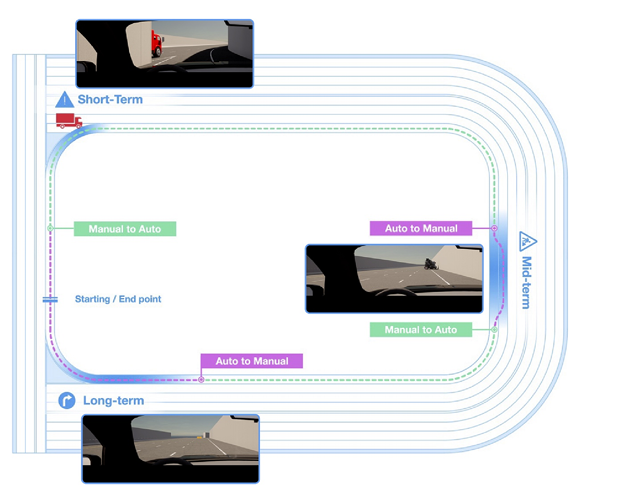 Short-Term
Manual to Auto
Auto to Manual
Mid-term
Starting / End point
Manual to Auto
Auto to Manual
Long-term